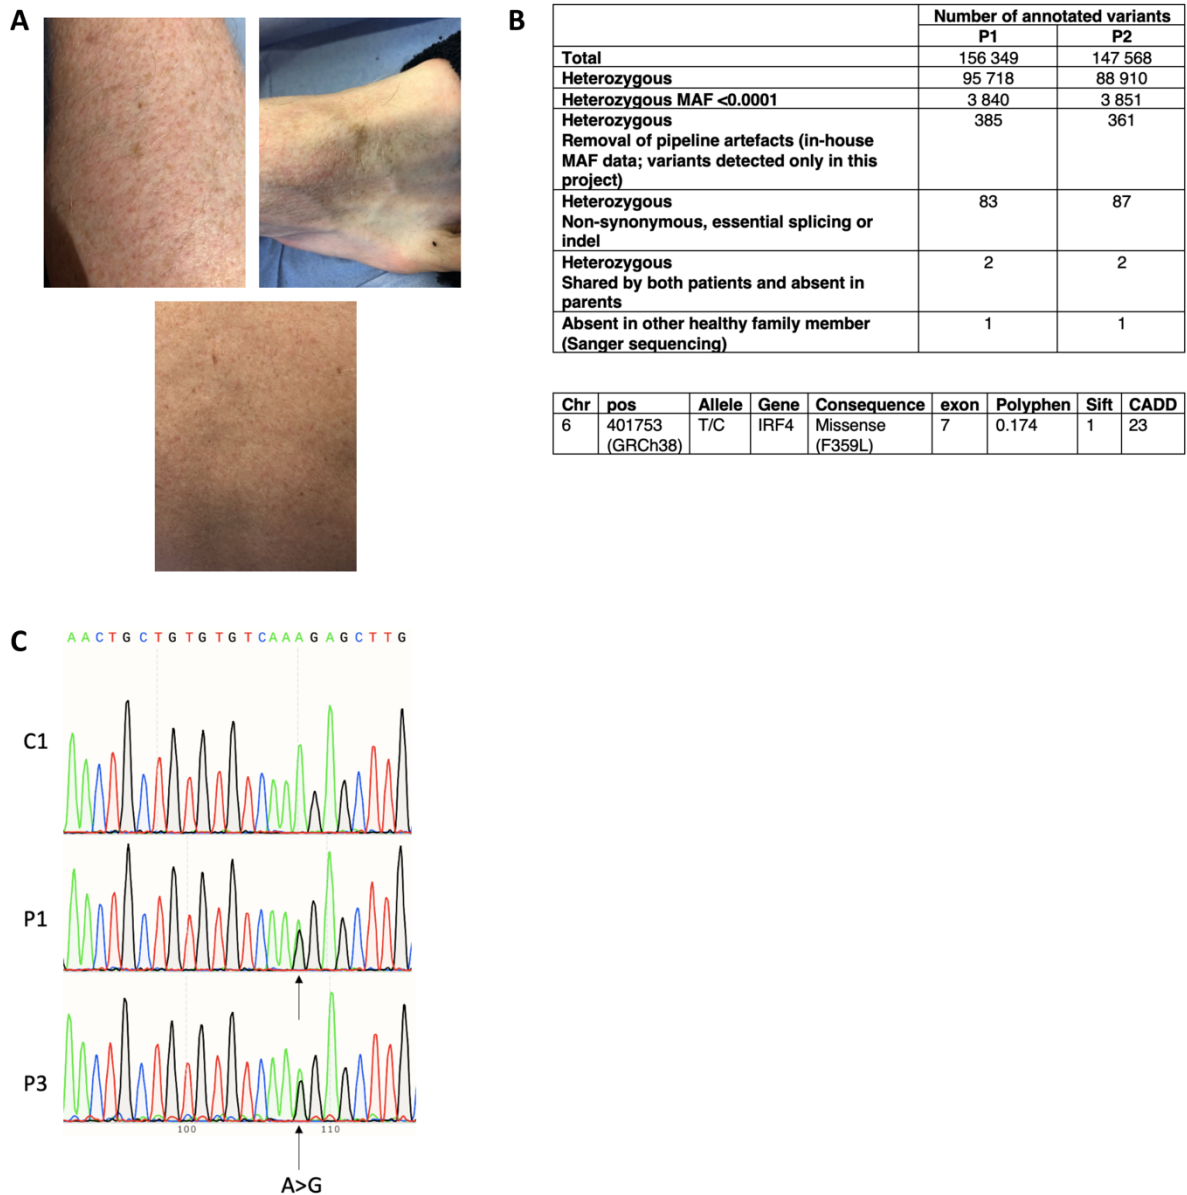 A
B
Number of annotated variants
P1 P2
Total 156 349 147 568
Heterozygous 95 718 88 910
Heterozygous MAF <0.0001 3 840 3 851
Heterozygous 385 361
Removal of pipeline artefacts (in-house
MAF data; variants detected only in this
project)
Heterozygous 83 87
Non-synonymous, essential splicing or
indel
Heterozygous 2 2
Shared by both patients and absent in
parents
Absent in other healthy family member 1 1
(Sanger sequencing)
Chr pos Allele Gene Consequence exon Polyphen Sift CADD
6 401753 T/C IRF4 Missense 7 0.174 1 23
(GRCh38) (F359L)
C
A A C T G C T G T G T G T C A A A G A G C T T G
C1
P1
P3
100 110
A>G